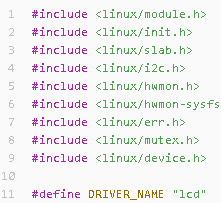 1 #include <linux/module.h>
2 #include <linux/init.h>
3 #include <linux/slab.h>
4 #include <linux/i2c.h>
5 #include <linux/hwmon.h>
6 #include <linux/hwmon-sysfs
7 #include <linux/err.h>
8 #include <linux/mutex.h>
9 #include <linux/device.h>
10
11 #define DRIVER_NAME "lcd"